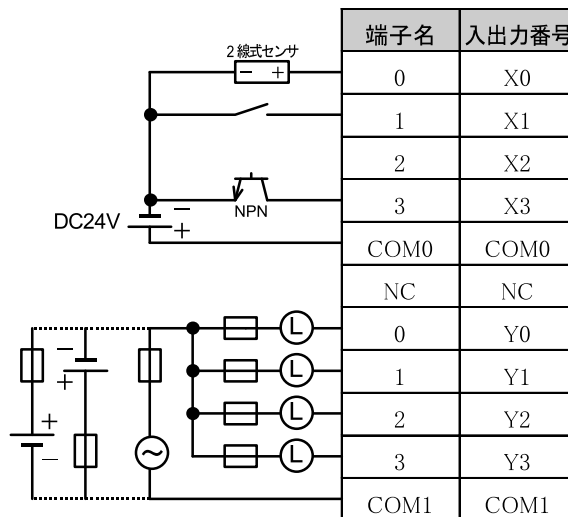 端子名 入出力番号
2線式センサ
− +
0 X0
1 X1
2 X2
NPN
3 X3
DC24V
−
+
COM0 COM0
NC NC
L
0 Y0
−
+
L
1 Y1
L
2 Y2
+
−
L
3 Y3
COM1 COM1